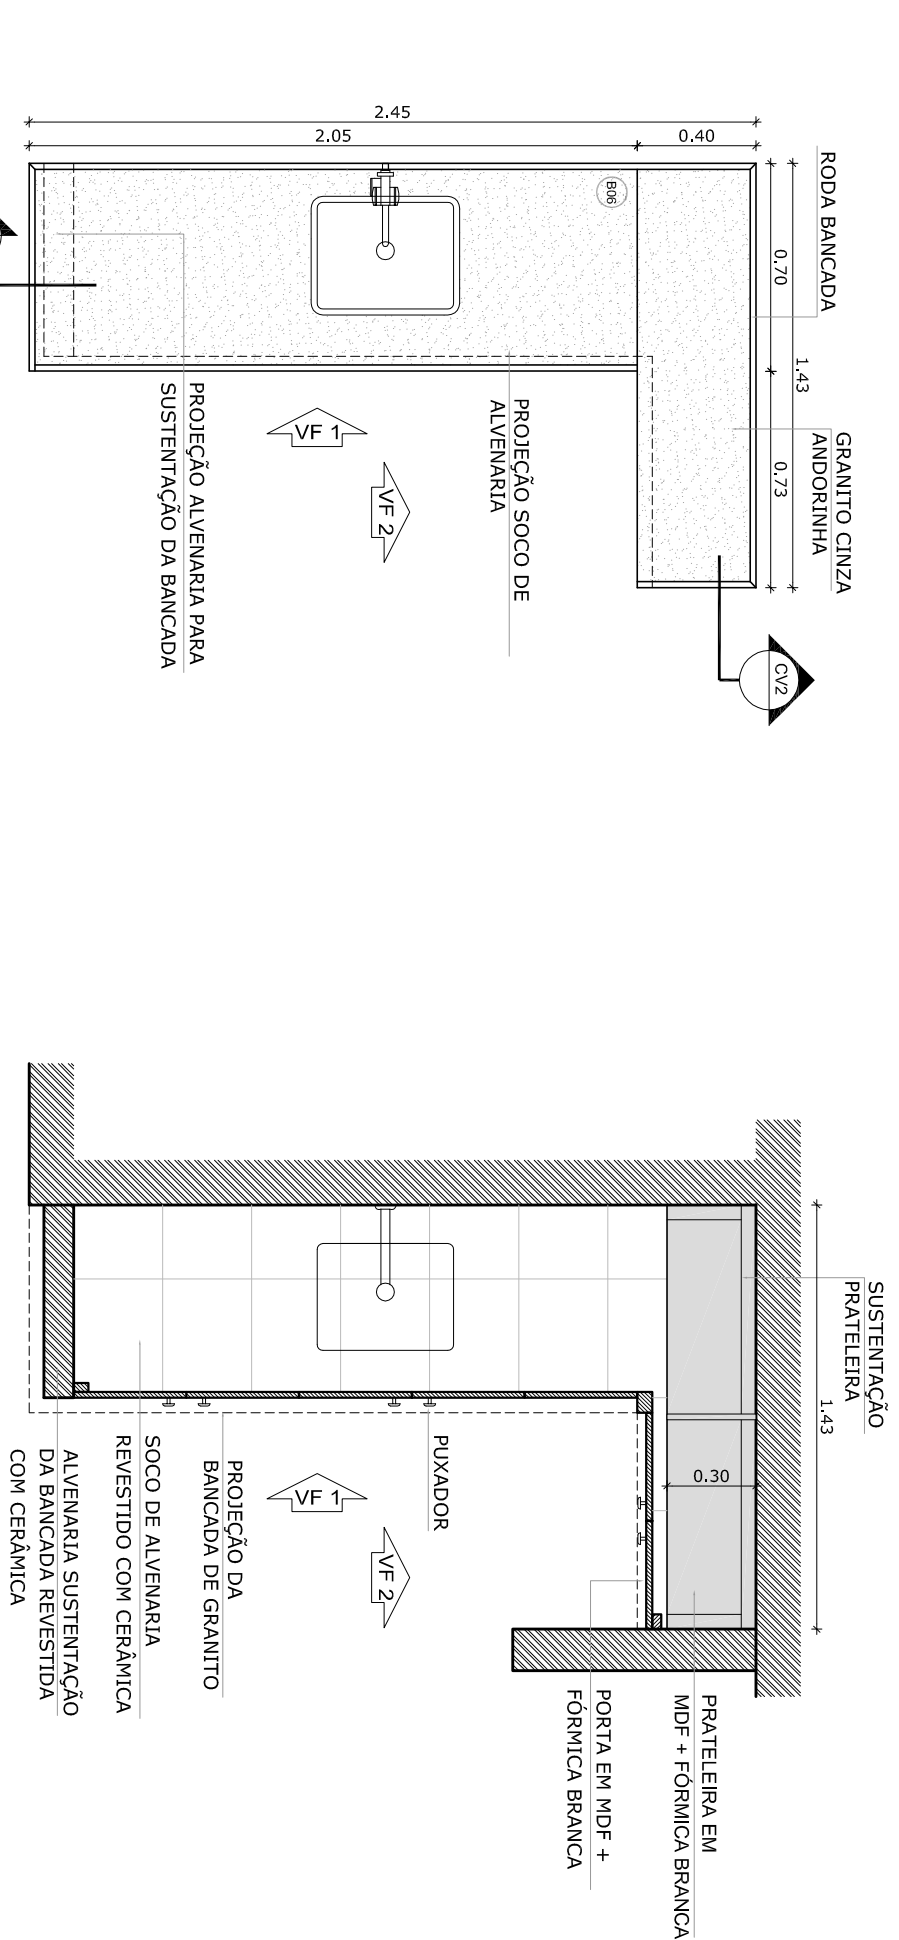 2.45
2.05
0.40
RODA BANCADA
0.70
1.43
0.73
B06
GRANITO CINZA
ANDORINHA
PROJEÇÃO SOCO DE
ALVENARIA
PROJEÇÃO ALVENARIA PARA
SUSTENTAÇÃO DA BANCADA
VF 1
VF 2
CV2
SUSTENTAÇÃO
PRATELEIRA
1.43
0.30
PUXADOR
PROJEÇÃO DA
BANCADA DE GRANITO
SOCO DE ALVENARIA
REVESTIDO COM CERÂMICA
ALVENARIA SUSTENTAÇÃO
DA BANCADA REVESTIDA
COM CERÂMICA
VF 1
VF 2
PRATELEIRA EM
MDF + FÓRMICA BRANCA
PORTA EM MDF +
FÓRMICA BRANCA